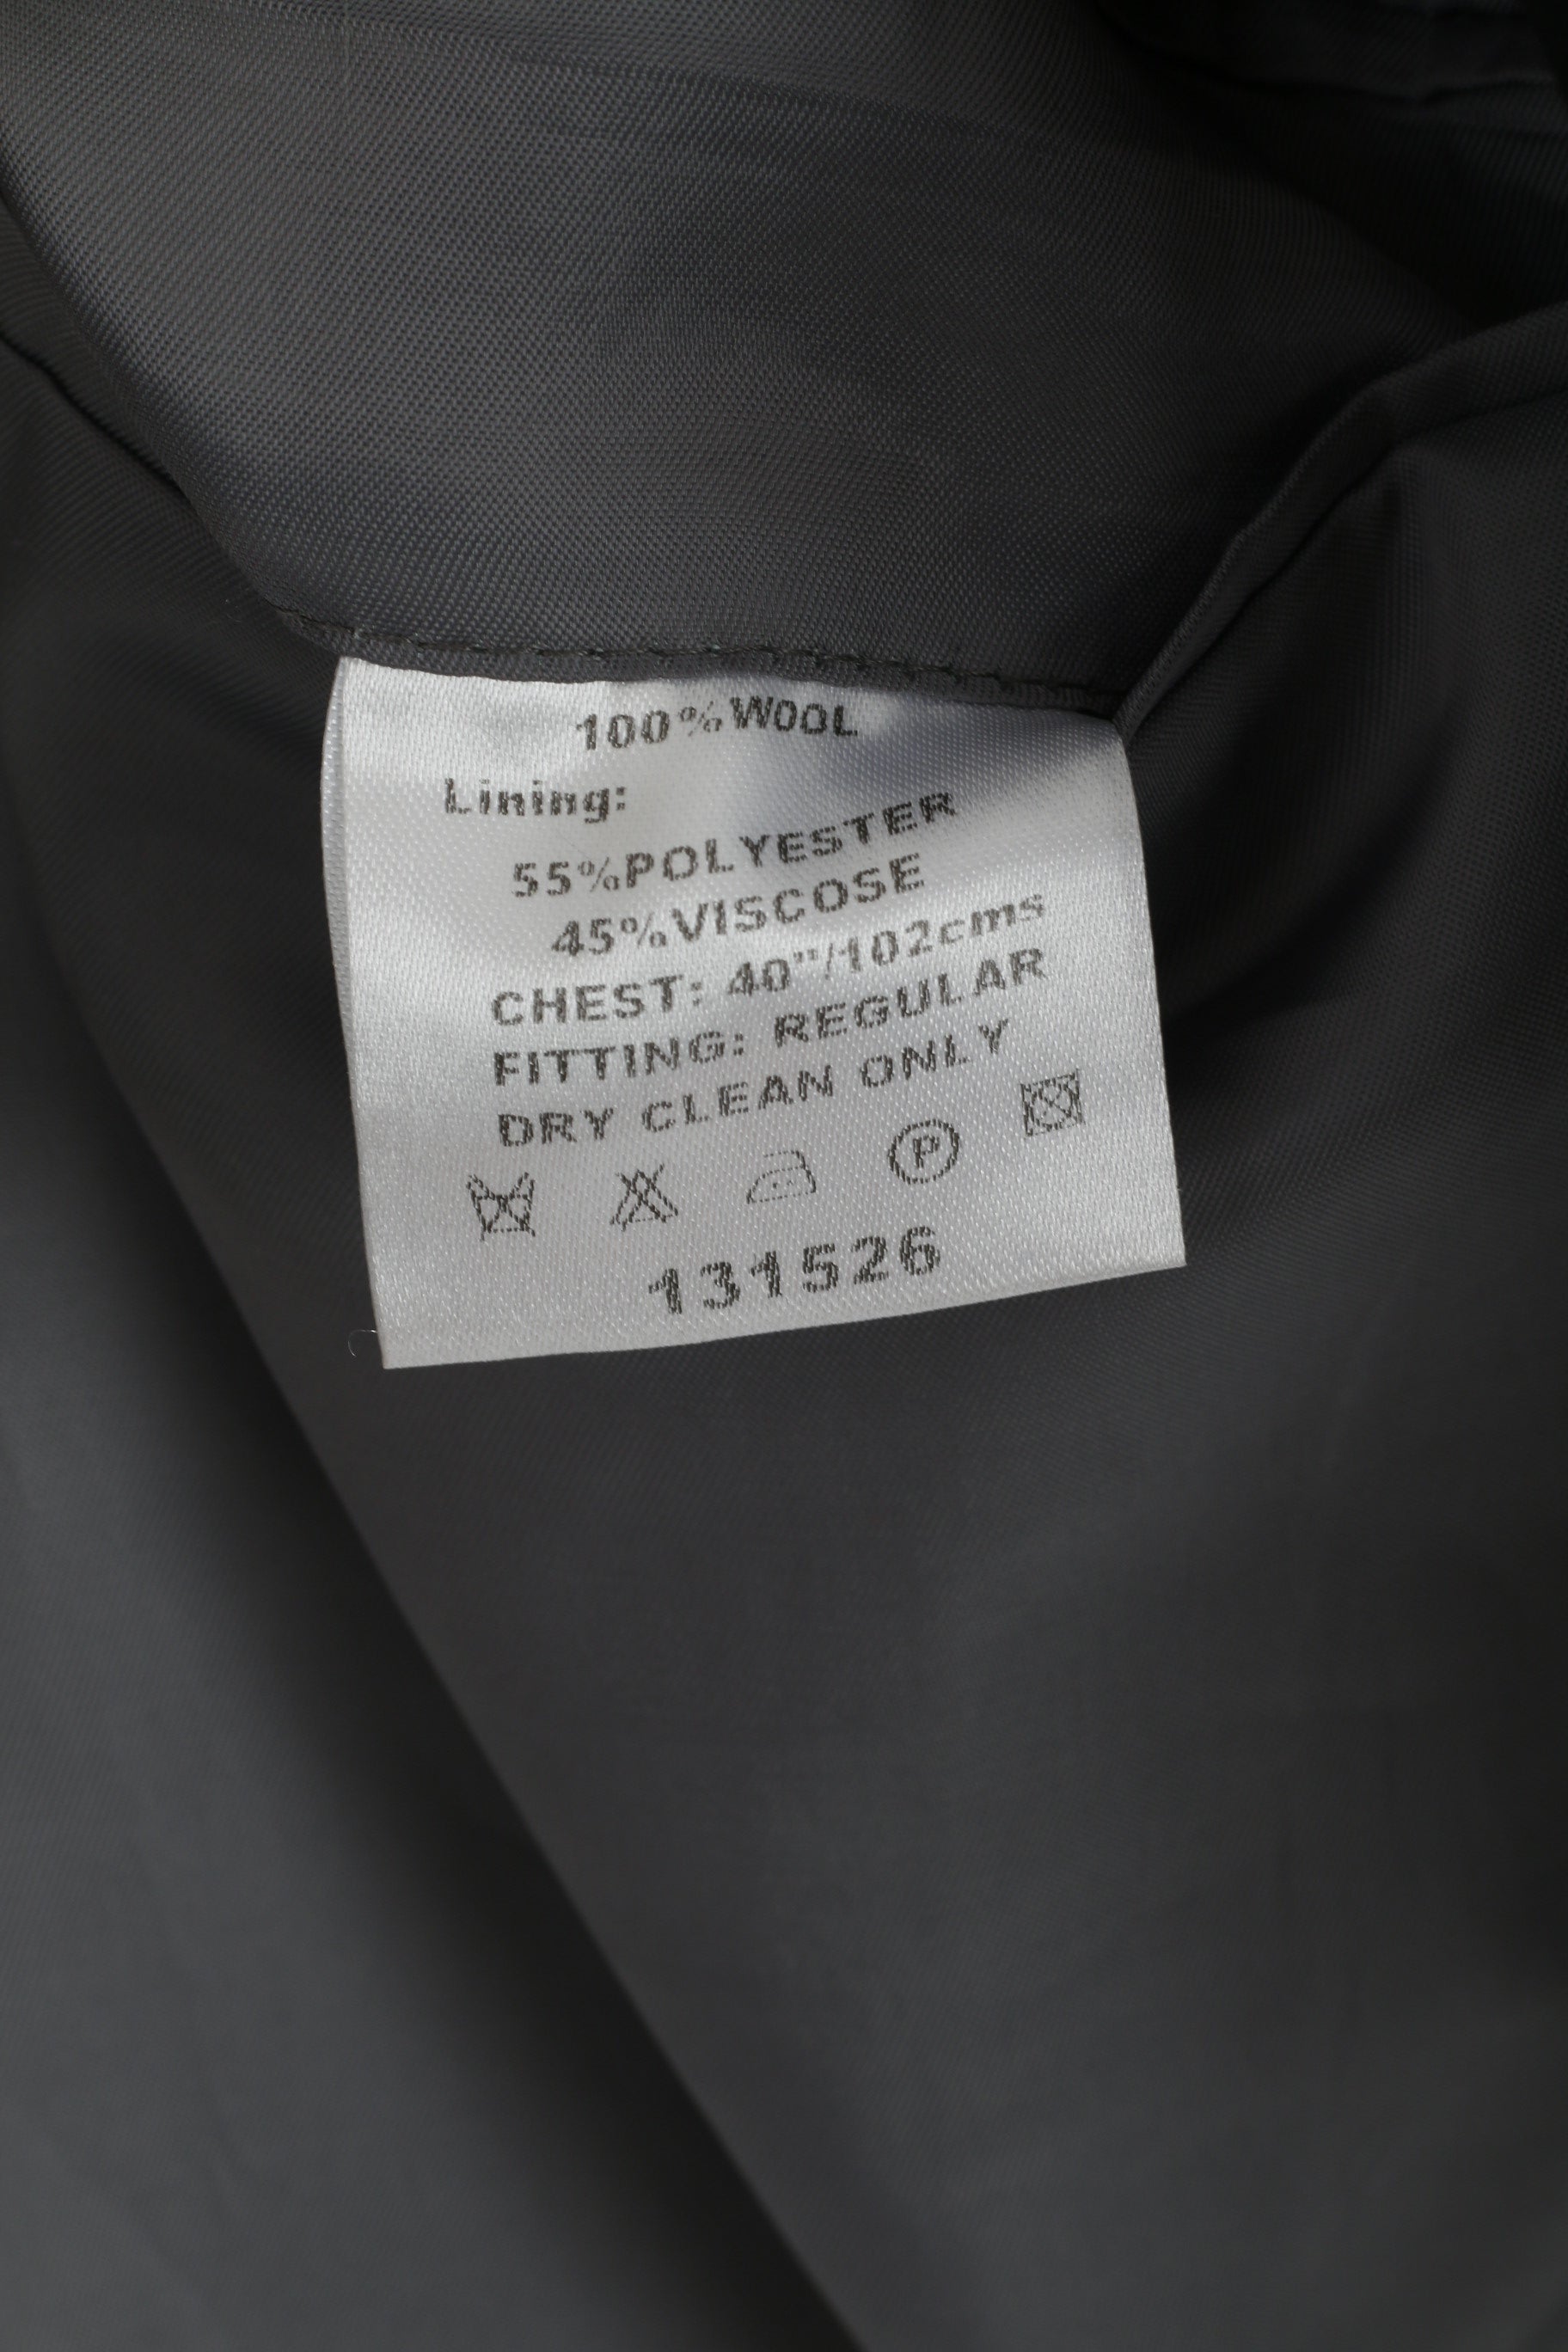 100%WOOL
Lining:
55%POLYESTER
45%VISCOSE
CHEST: 40"/102cms
FITTING: REGULAR
DRY CLEAN ONLY
P
131526